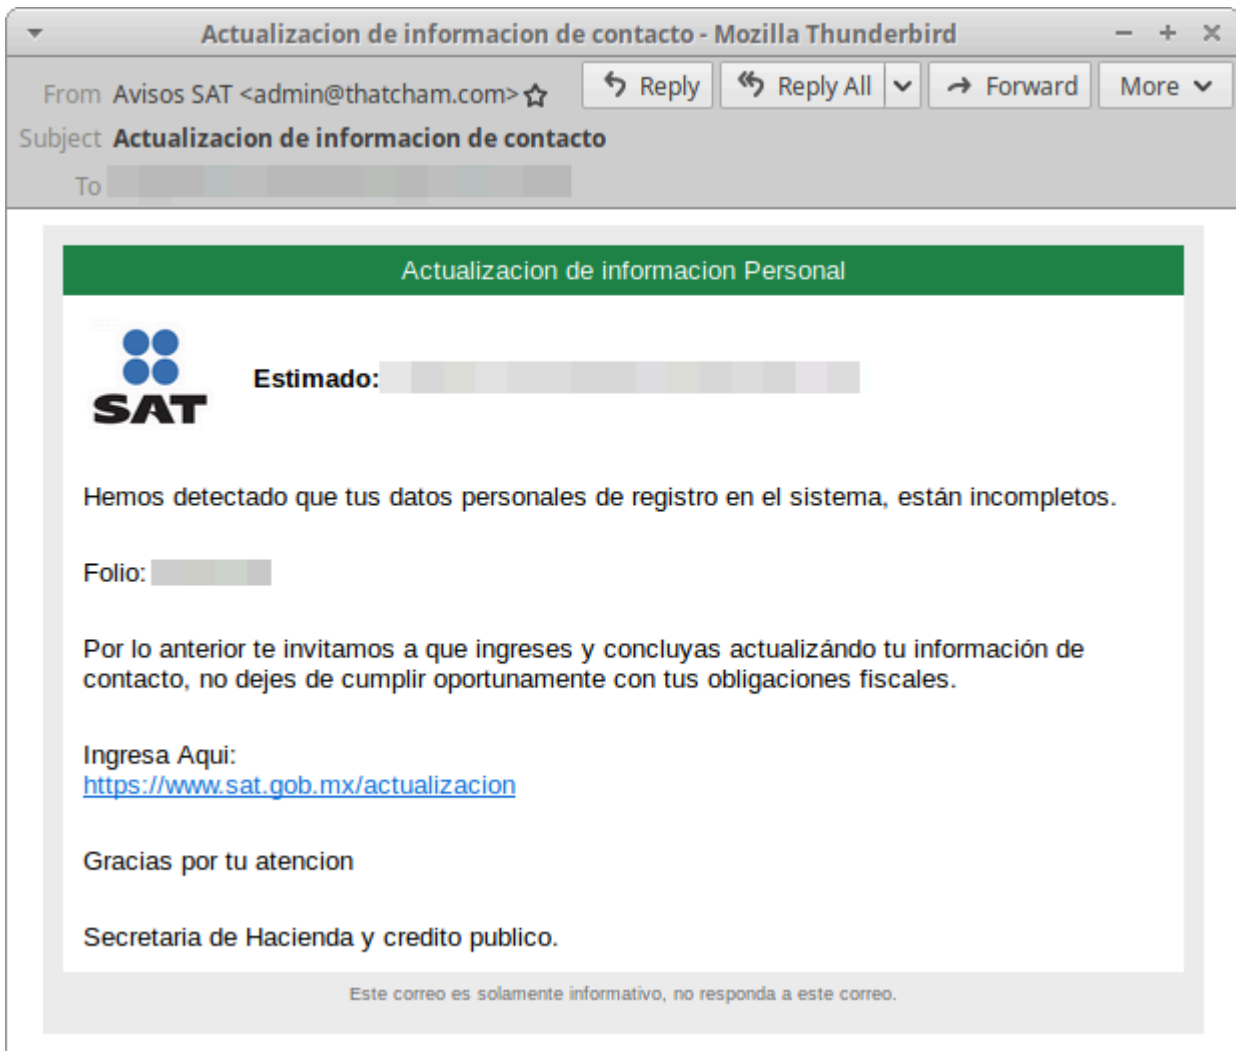 Actualizacion de informacion de contacto - Mozilla Thunderbird
From Avisos SAT <admin@thatcham.com>
Reply
Reply All
Forward
More
Subject Actualizacion de informacion de contacto
To
Actualizacion de informacion Personal
SAT
Estimado:
Hemos detectado que tus datos personales de registro en el sistema, están incompletos.
Folio:
Por lo anterior te invitamos a que ingreses y concluyas actualizándo tu información de
contacto, no dejes de cumplir oportunamente con tus obligaciones fiscales.
Ingresa Aqui:
https://www.sat.gob.mx/actualizacion
Gracias por tu atencion
Secretaria de Hacienda y credito publico.
Este correo es solamente informativo, no responda a este correo.